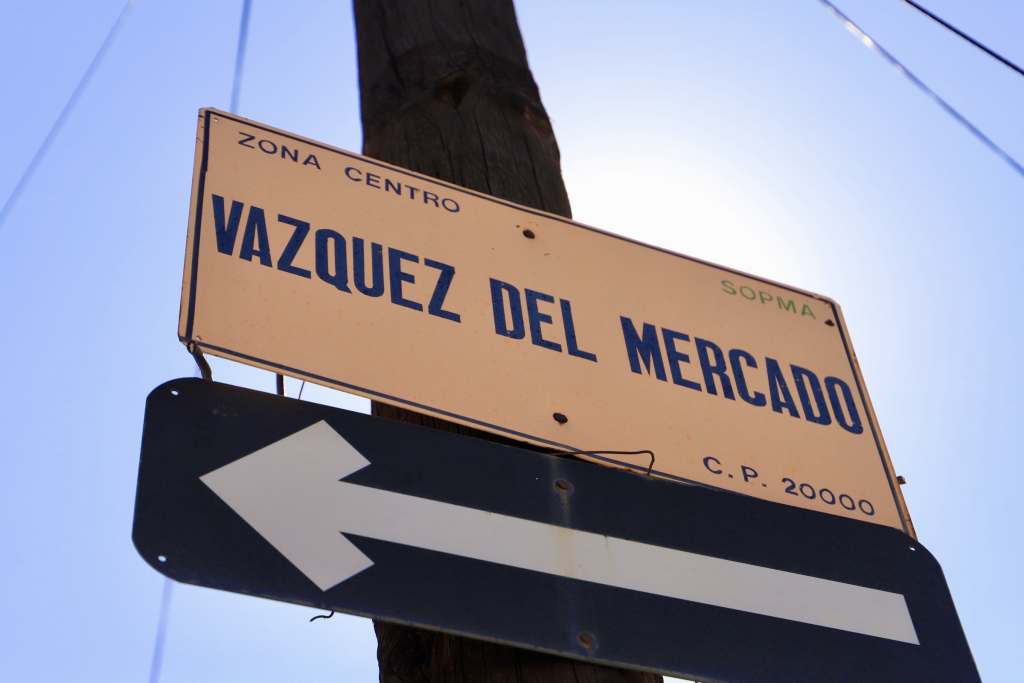 ZONA CENTRO
VAZQUEZ DEL MERCADO
SOPMA
C.P. 20000